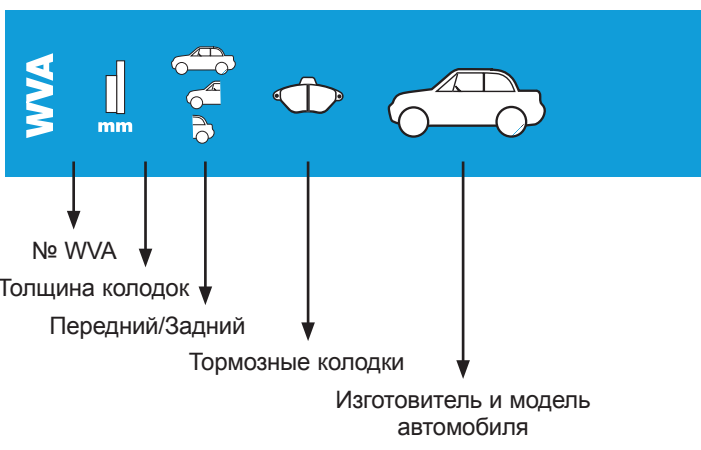 WVA
mm
№ WVA
Толщина колодок
Передний/Задний
Тормозные колодки
Изготовитель и модель
автомобиля